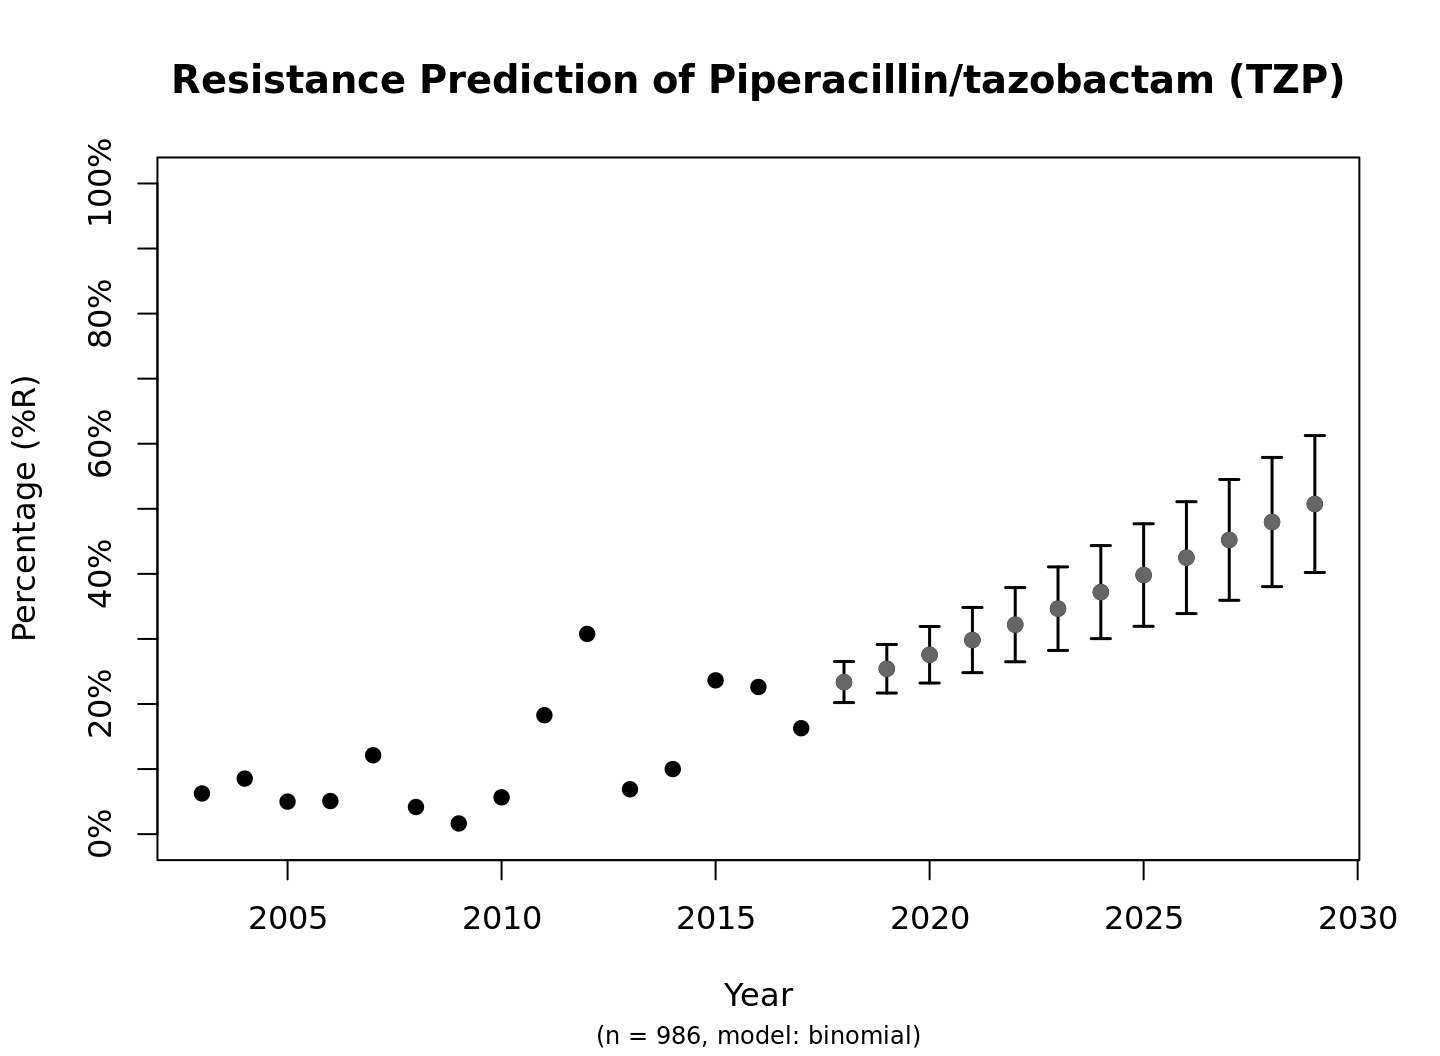 Resistance Prediction of Piperacillin/tazobactam (TZP)
100%
80%
60%
40%
20%
0%
Percentage (%R)
2005 2010 2015 2020 2025 2030
Year
(n = 986, model: binomial)